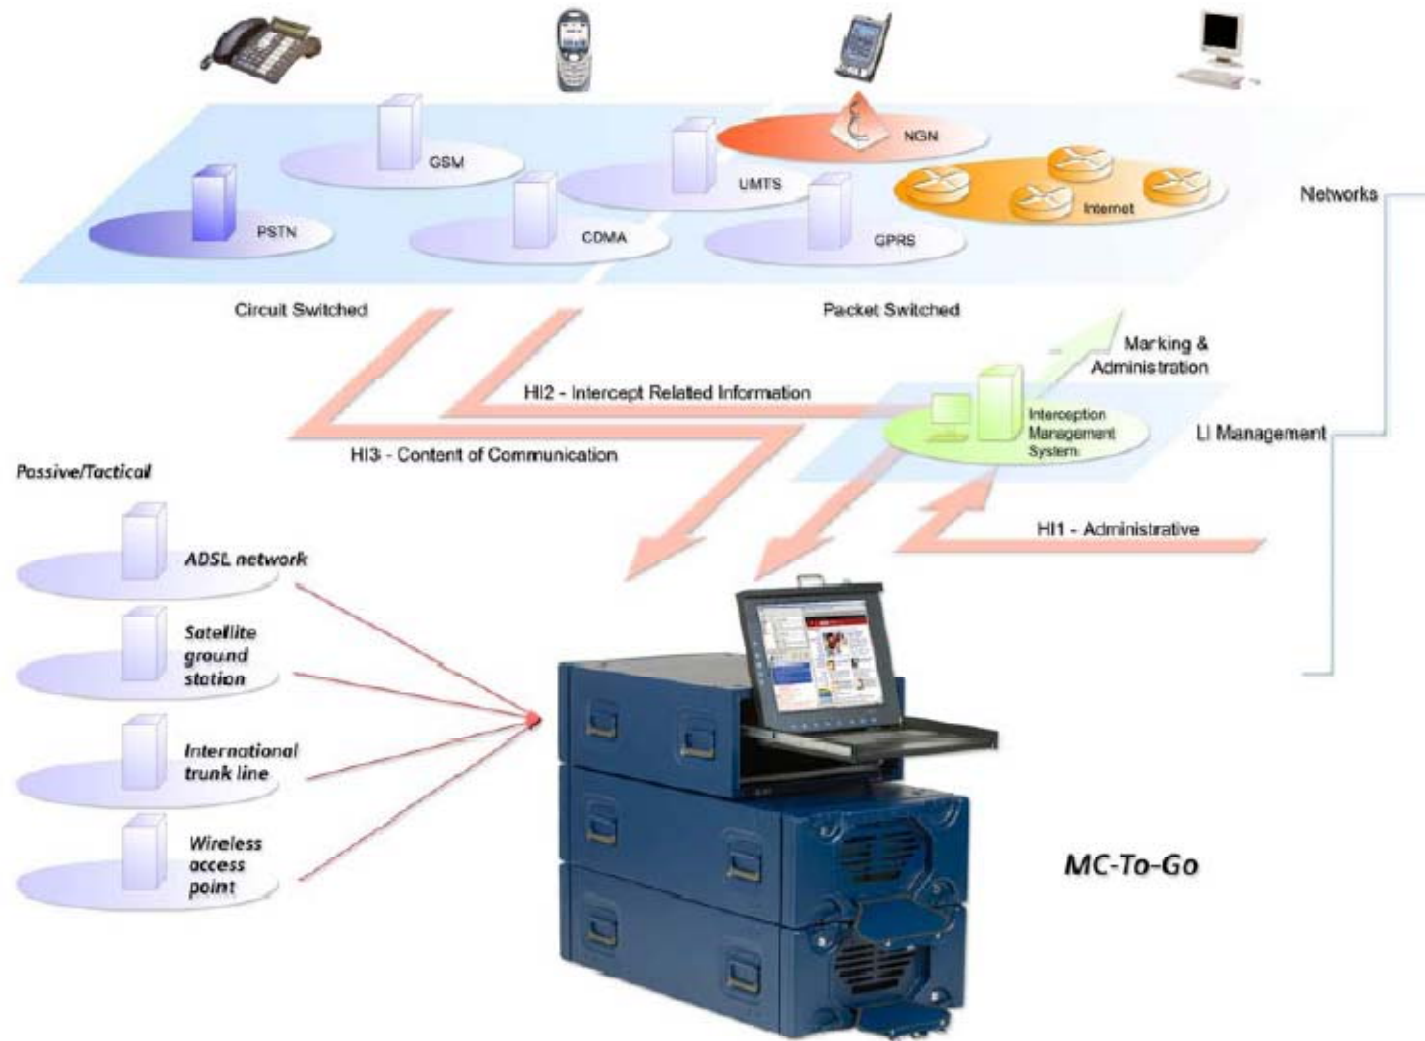 GSM
NGN
UMTS
Internet
PSTN
CDMA
GPRS
Networks
Circuit Switched
Packet Switched
Marking &
Administration
HI2 - Intercept Related Information
Interception
Management
System
LI Management
HI3 - Content of Communication
HI1 - Administrative
Passive/Tactical
ADSL network
Satellite
ground
station
International
trunk line
Wireless
access
point
MC-To-Go